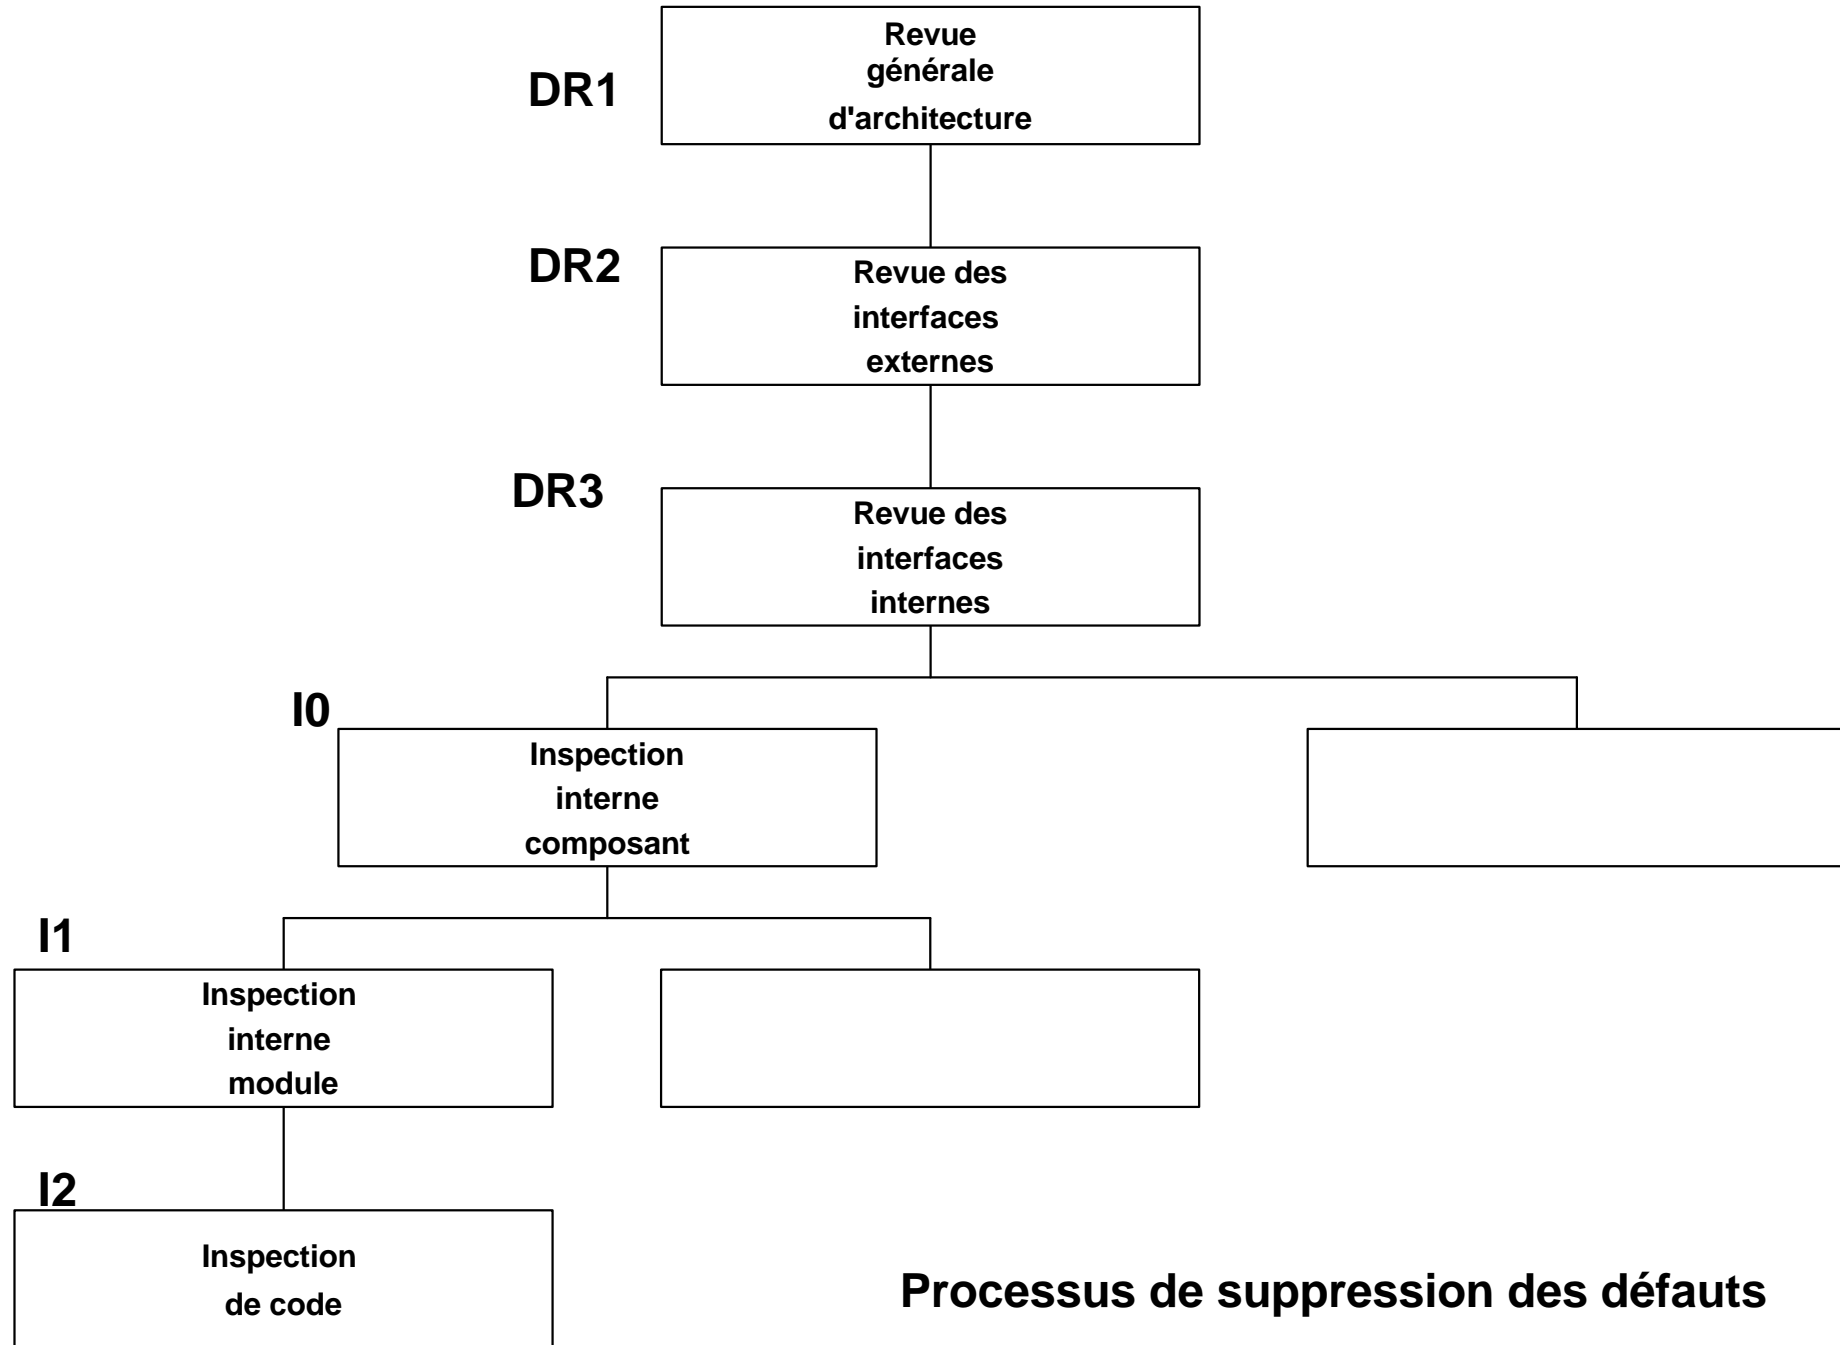 DR1
Revue
générale
d'architecture
DR2
Revue des
interfaces
externes
DR3
Revue des
interfaces
internes
I0
Inspection
interne
composant
I1
Inspection
interne
module
I2
Inspection
de code
Processus de suppression des défauts